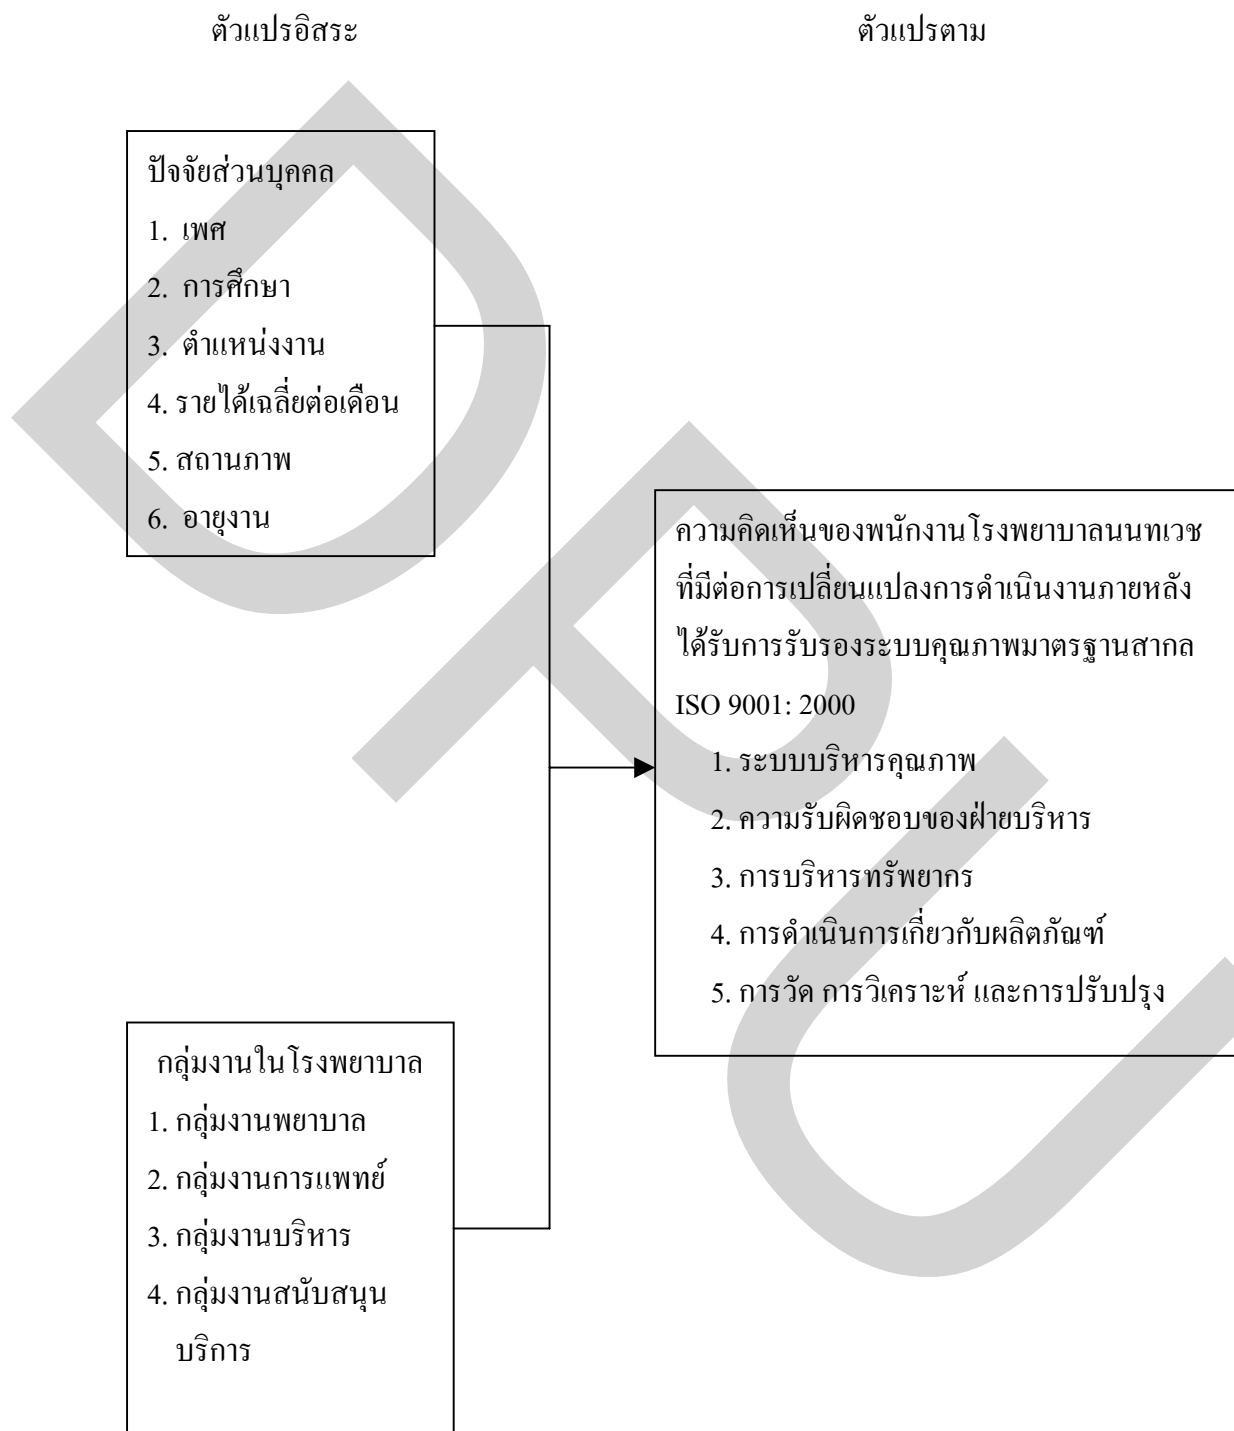 ตัวแปรอิสระ
ตัวแปรตาม
ปัจจัยส่วนบุคคล
1. เพศ
2. การศึกษา
3. ตำแหน่งงาน
4. รายได้เฉลี่ยต่อเดือน
5. สถานภาพ
6. อายุงาน
ความคิดเห็นของพนักงานโรงพยาบาลนนทเวช
ที่มีต่อการเปลี่ยนแปลงการดำเนินงานภายหลัง
ได้รับการรับรองระบบคุณภาพมาตรฐานสากล
ISO 9001: 2000
1. ระบบบริหารคุณภาพ
2. ความรับผิดชอบของฝ่ายบริหาร
3. การบริหารทรัพยากร
4. การดำเนินการเกี่ยวกับผลิตภัณฑ์
5. การวัด การวิเคราะห์ และการปรับปรุง
กลุ่มงานในโรงพยาบาล
1. กลุ่มงานพยาบาล
2. กลุ่มงานการแพทย์
3. กลุ่มงานบริหาร
4. กลุ่มงานสนับสนุน
บริการ
DPU